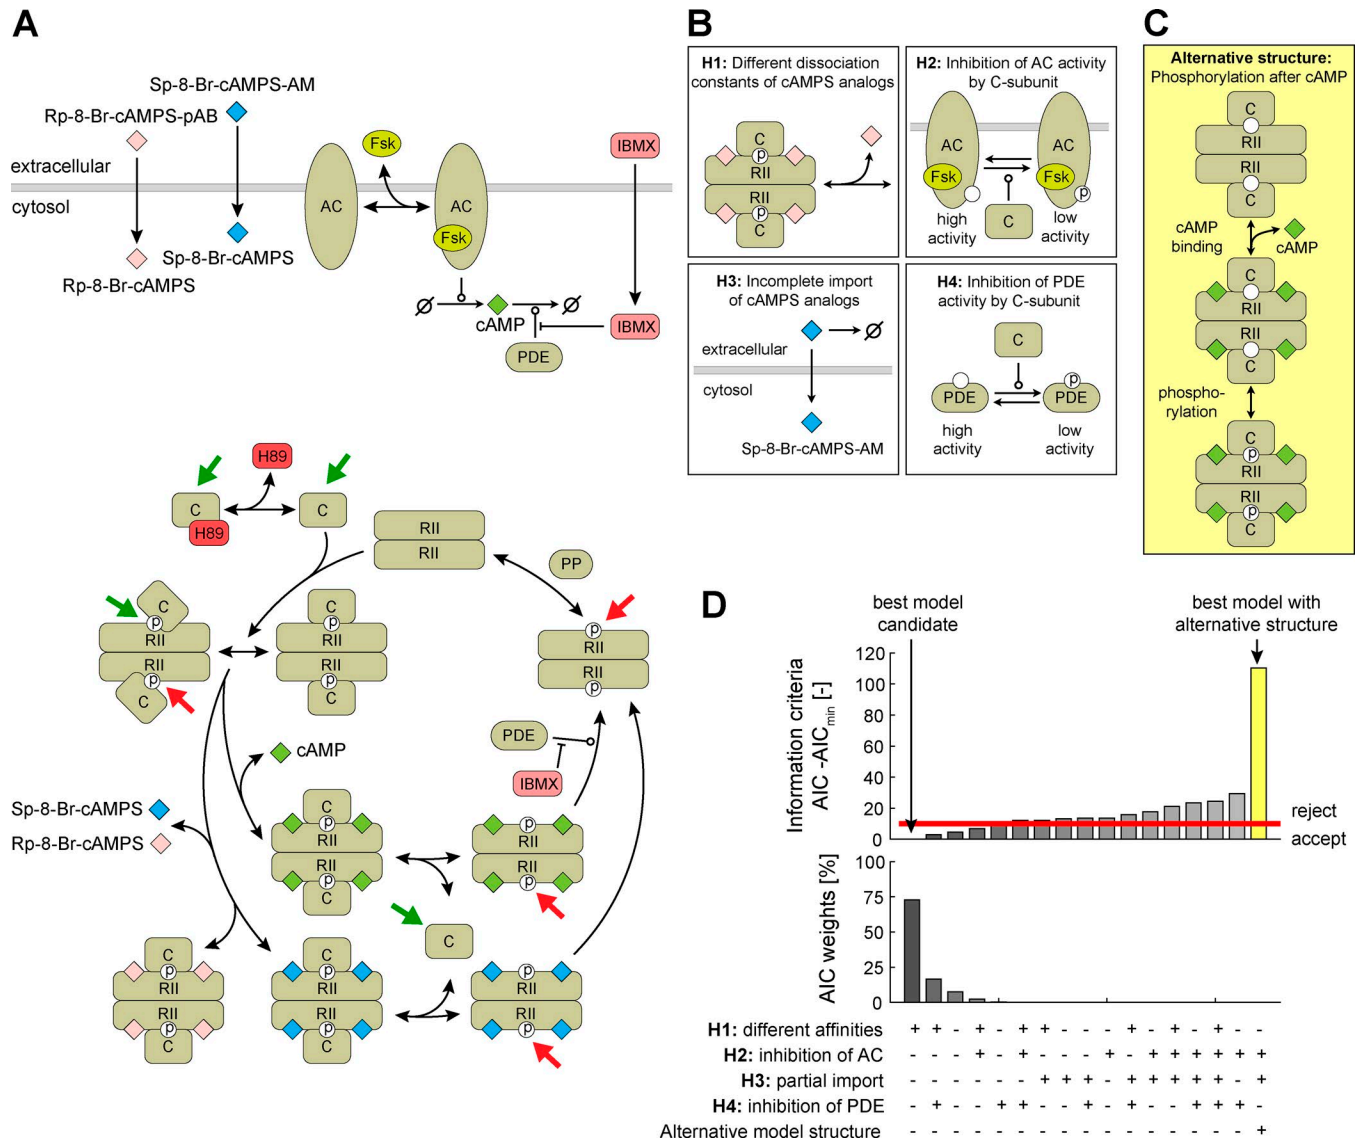 A
Sp-8-Br-cAMPS-AM
Rp-8-Br-cAMPS-pAB
extracellular
cytosol
Fsk
IBMX
AC
AC
Fsk
Sp-8-Br-cAMPS
Rp-8-Br-cAMPS
cAMP
IBMX
PDE
H89
C
H89
C
RII
RII
PP
C
p
RII
RII
p
C
C
p
RII
RII
p
C
p
RII
RII
p
PDE
IBMX
cAMP
Sp-8-Br-cAMPS
Rp-8-Br-cAMPS
C
p
RII
RII
p
C
p
RII
RII
p
C
C
p
RII
RII
p
C
C
p
RII
RII
p
C
p
RII
RII
p
B
H1: Different dissociation
constants of cAMPS analogs
C
p
RII
RII
p
C
H2: Inhibition of AC activity
by C-subunit
AC
AC
Fsk
Fsk
p
C
high
activity
low
activity
H3: Incomplete import
of cAMPS analogs
extracellular
cytosol
Sp-8-Br-cAMPS-AM
H4: Inhibition of PDE
activity by C-subunit
C
p
PDE
PDE
high
activity
low
activity
C
Alternative structure:
Phosphorylation after cAMP
C
RII
RII
C
cAMP
binding
cAMP
C
RII
RII
C
phospho-
rylation
C
p
RII
RII
p
C
D
best model
candidate
best model with
alternative structure
Information criteria
AIC -AICmin [-]
120
100
80
60
40
20
0
reject
accept
AIC weights [%]
100
75
50
25
0
H1: different affinities + + - + - + + - - - + - + - + - -
H2: inhibition of AC - - - + - + - - - + - + + + + + +
H3: partial import - - - - - - + + + - + + + + + - +
H4: inhibition of PDE - + - - + + - - + - + - - + + + -
Alternative model structure - - - - - - - - - - - - - - - - +